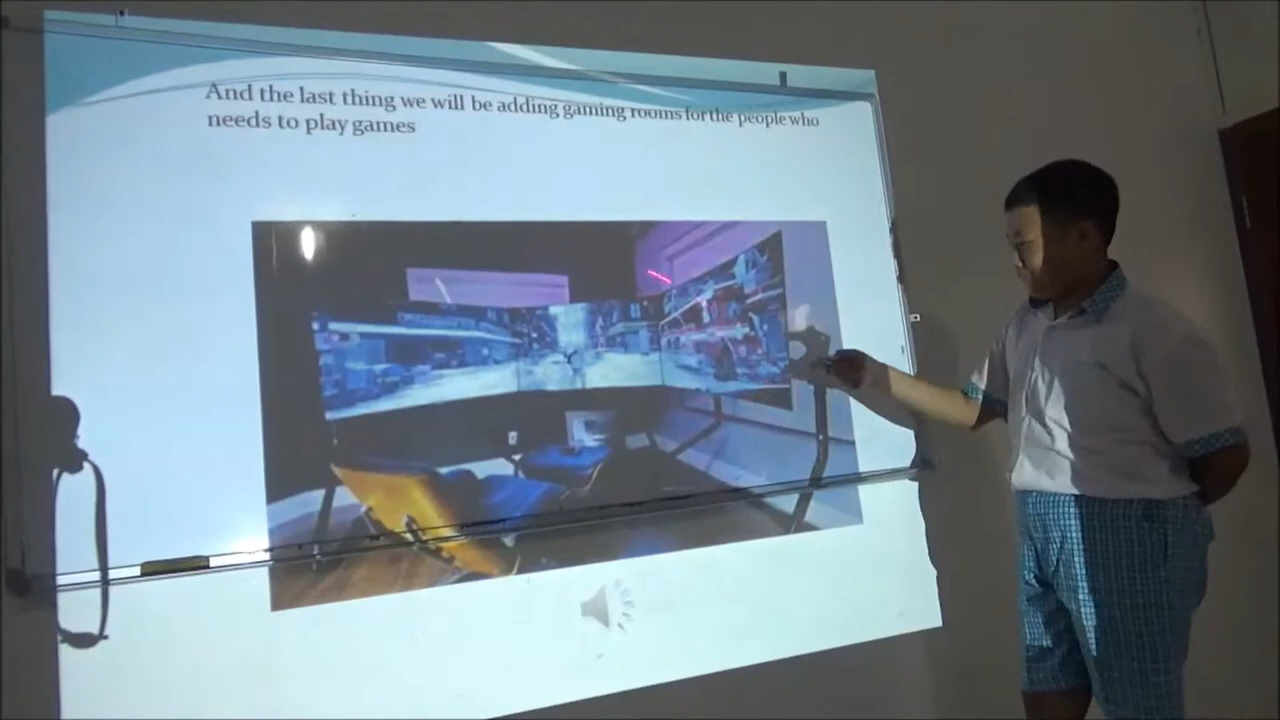 And the last thing we will be adding gaming rooms for the people who
needs to play games